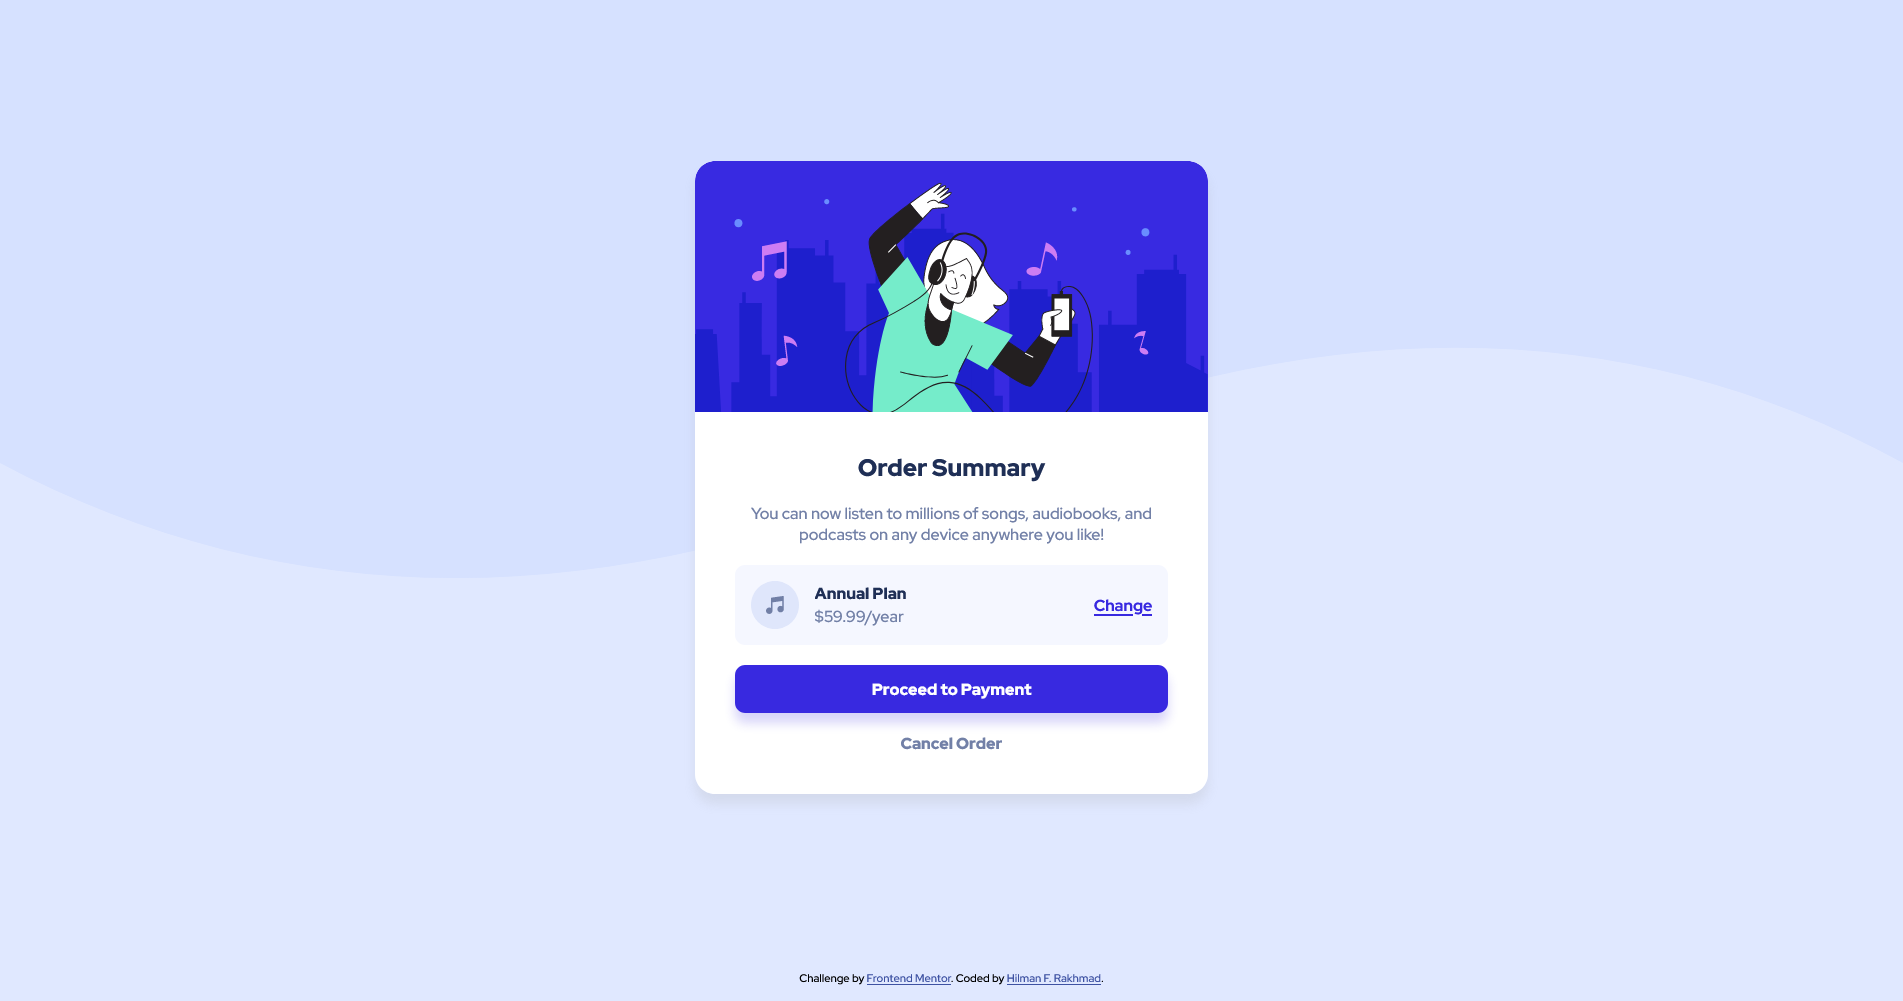 Order Summary
You can now listen to millions of songs, audiobooks, and
podcasts on any device anywhere you like!
Annual Plan
$59.99/year
Change
Proceed to Payment
Cancel Order
Challenge by Frontend Mentor. Coded by Hilman F. Rakhmad.